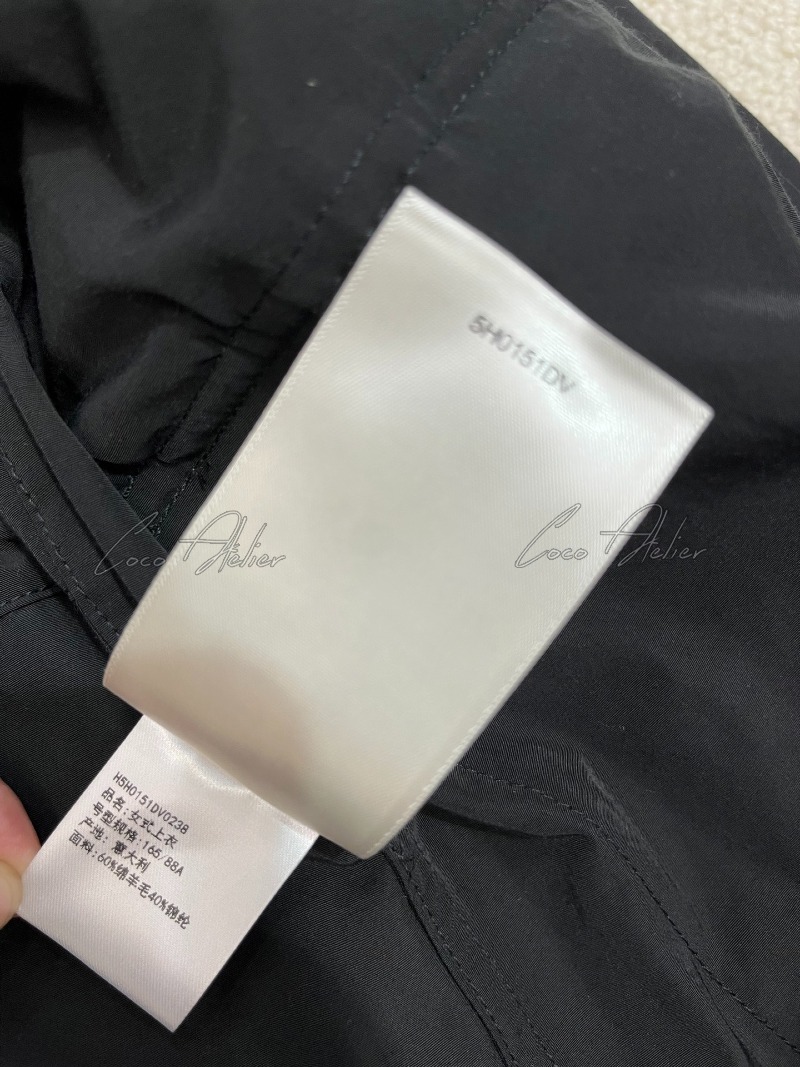 5H0151DV
Coco Atelier
Coco Atelier
H5H0151DV0238
品名:女式上衣
号型规格:165/88A
产地:意大利
面料:60%绵羊毛40%锦纶